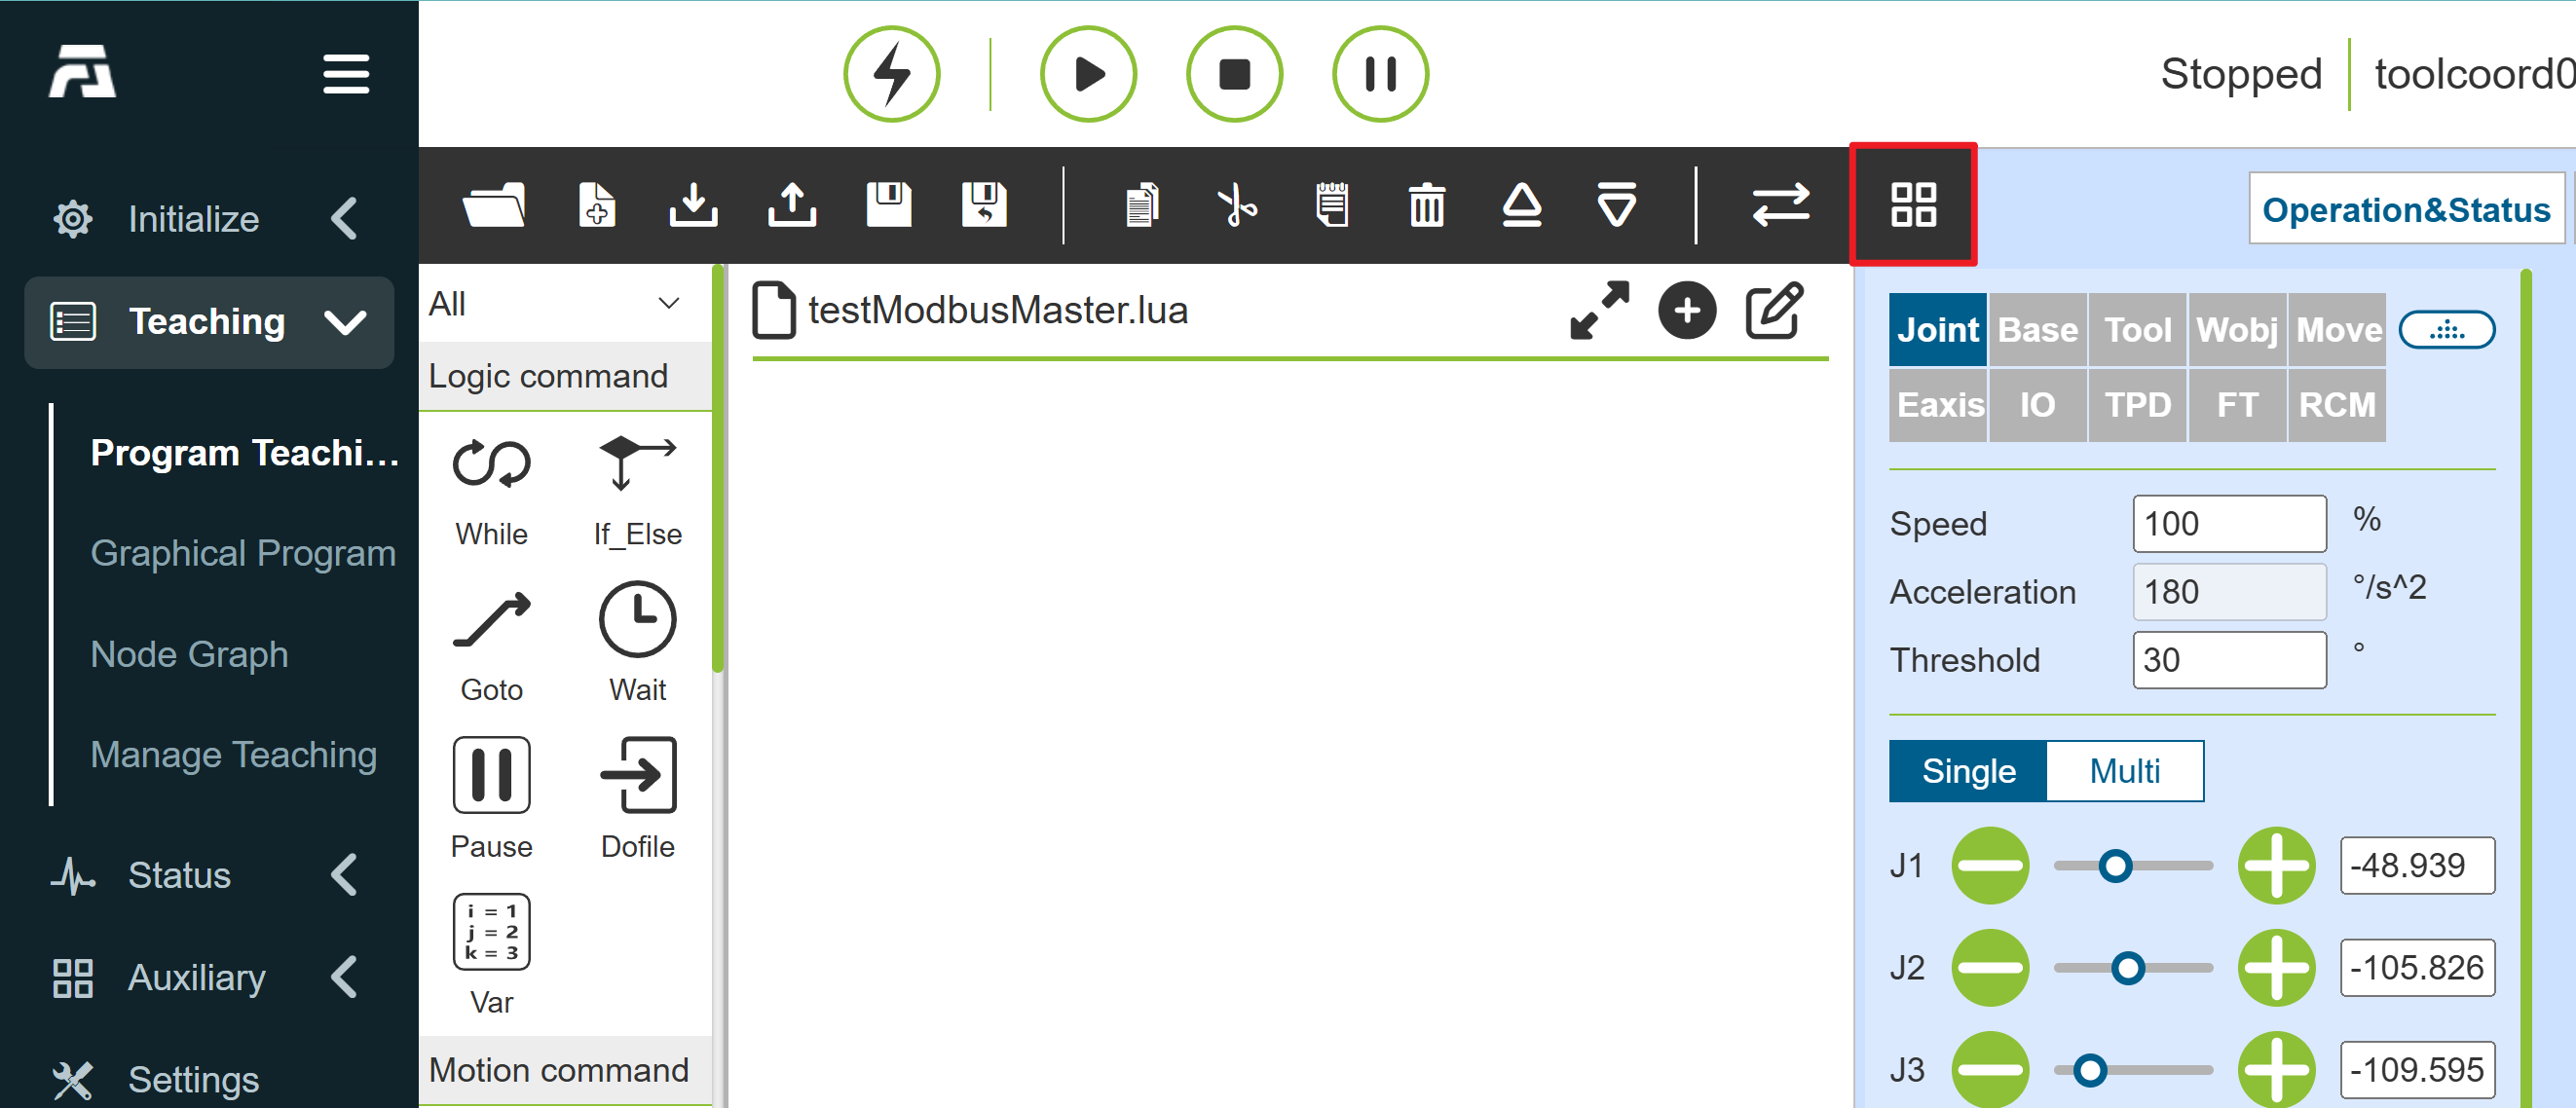 Stopped
toolcoord0
Initialize
Teaching
Program Teachi...
Graphical Program
Node Graph
Manage Teaching
Status
Auxiliary
Settings
All
Logic command
While
If_Else
Goto
Wait
Pause
Dofile
i = 1
j = 2
k = 3
Var
Motion command
testModbusMaster.lua
Operation&Status
Joint Base Tool Wobj Move
Eaxis IO TPD FT RCM
Speed 100 %
Acceleration 180 °/s^2
Threshold 30 °
Single Multi
J1 -48.939
J2 -105.826
J3 -109.595